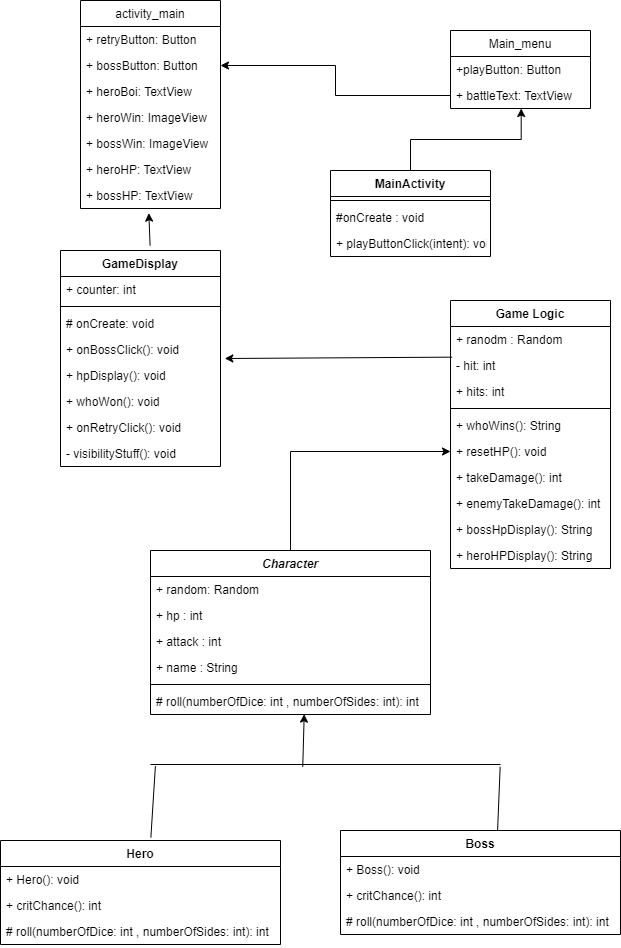 activity_main
+ retryButton: Button
+ bossButton: Button
+ heroBoi: TextView
+ heroWin: ImageView
+ bossWin: ImageView
+ heroHP: TextView
+ bossHP: TextView
Main_menu
+playButton: Button
+ battleText: TextView
MainActivity
#onCreate : void
+ playButtonClick(intent): vo
GameDisplay
+ counter: int
# onCreate: void
+ onBossClick(): void
+ hpDisplay(): void
+ whoWon(): void
+ onRetryClick(): void
- visibilityStuff(): void
Game Logic
+ ranodm : Random
- hit: int
+ hits: int
+ whoWins(): String
+ resetHP(): void
+ takeDamage(): int
+ enemyTakeDamage(): int
+ bossHpDisplay(): String
+ heroHPDisplay(): String
Character
+ random: Random
+ hp : int
+ attack : int
+ name : String
# roll(numberOfDice: int , numberOfSides: int): int
Hero
+ Hero(): void
+ critChance(): int
# roll(numberOfDice: int , numberOfSides: int): int
Boss
+ Boss(): void
+ critChance(): int
# roll(numberOfDice: int , numberOfSides: int): int